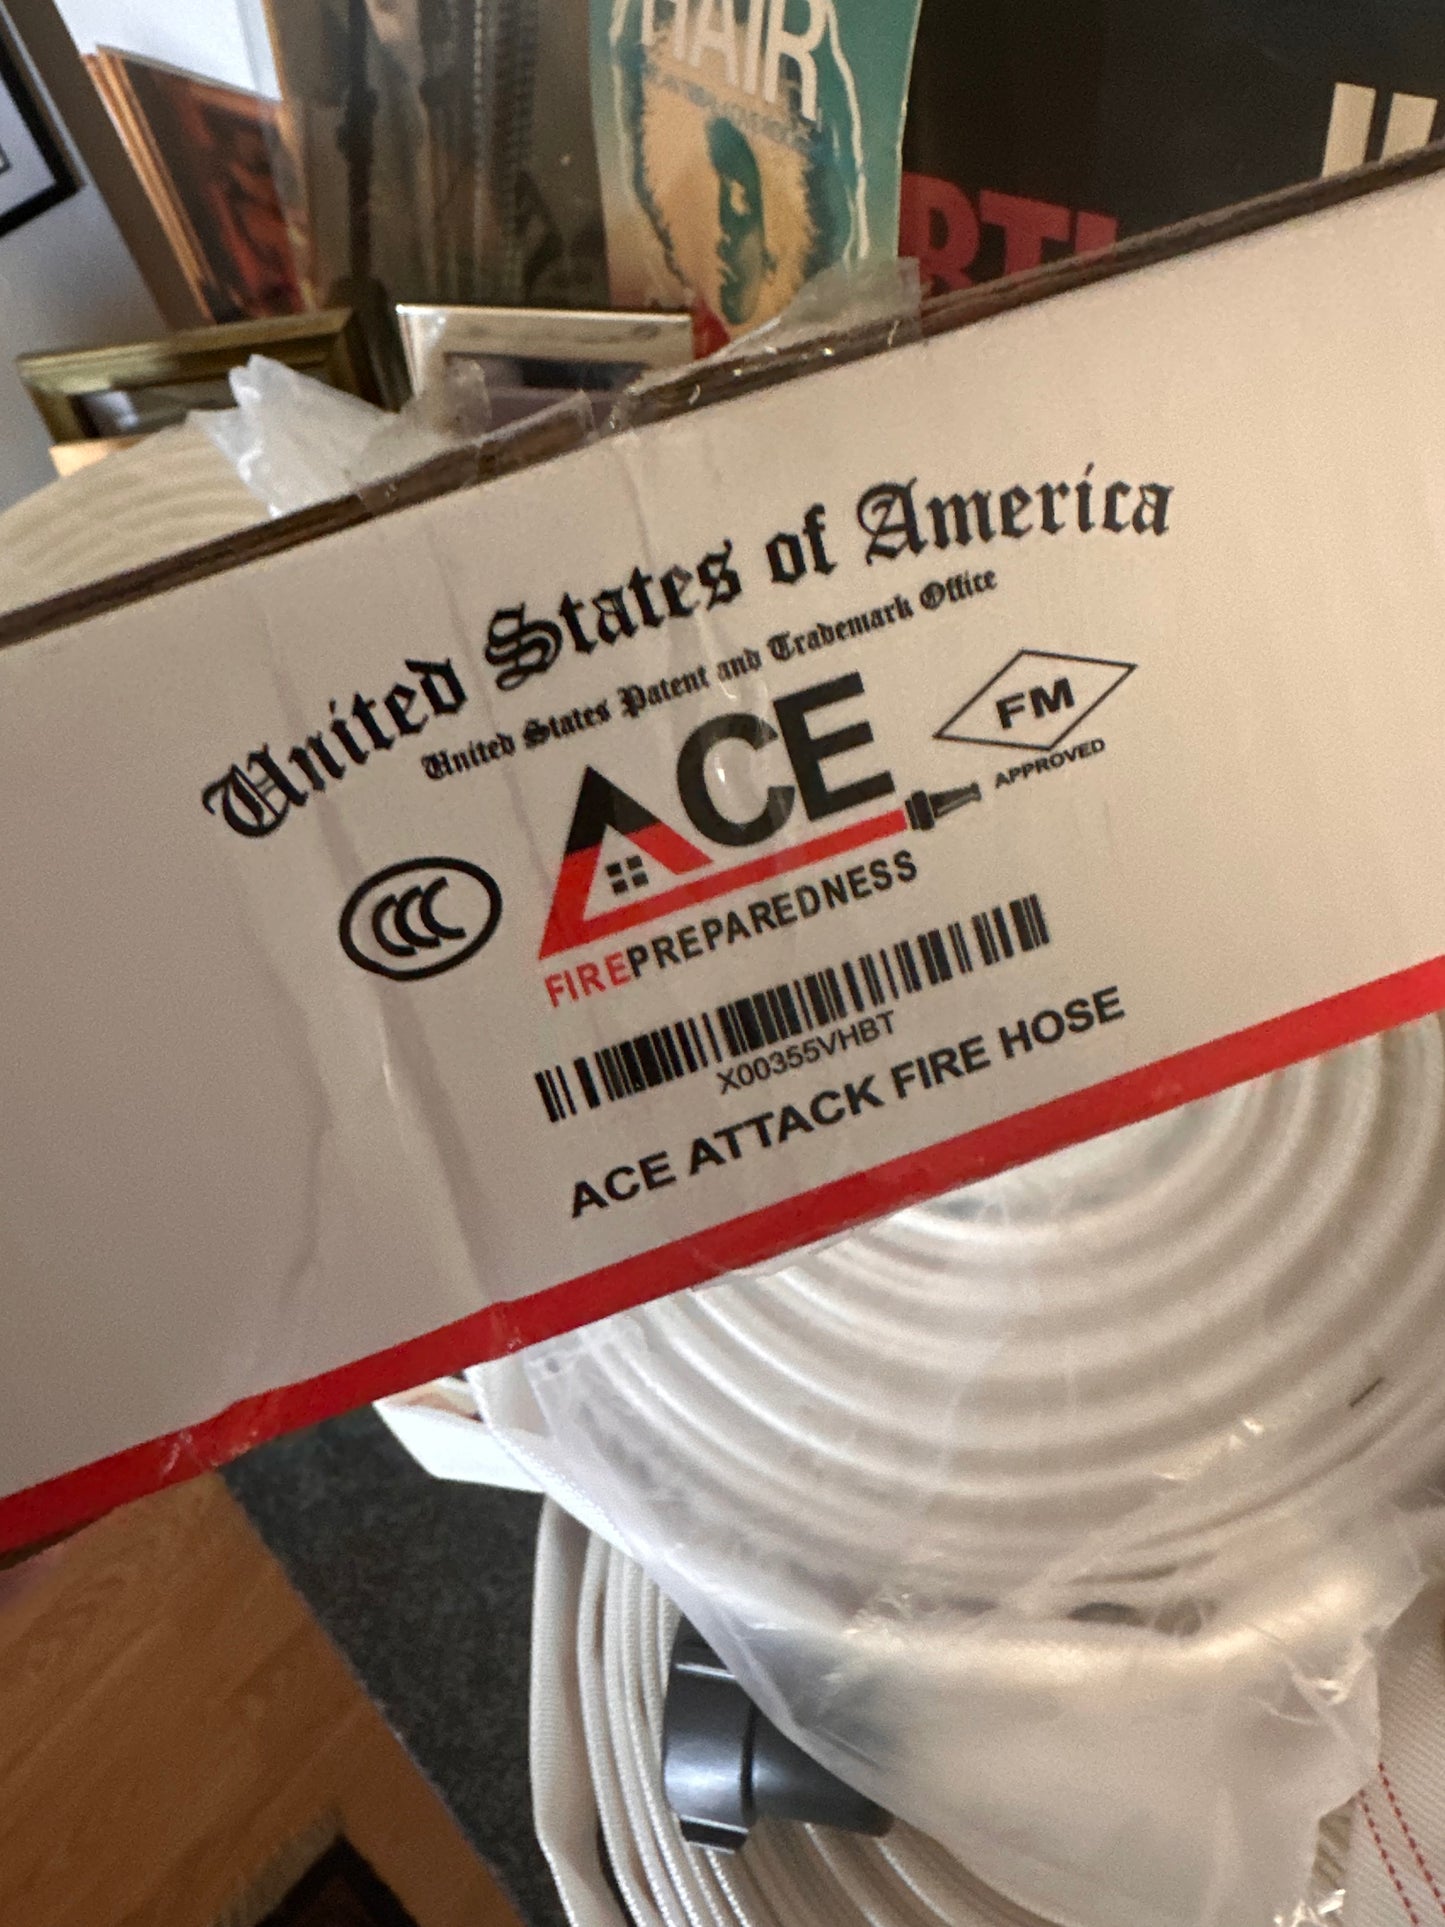 HAIR
United States of America
United States Patent and Trademark Office
ACE
FM
APPROVED
CCC
FIREPREPAREDNESS
X00355VHBT
ACE ATTACK FIRE HOSE